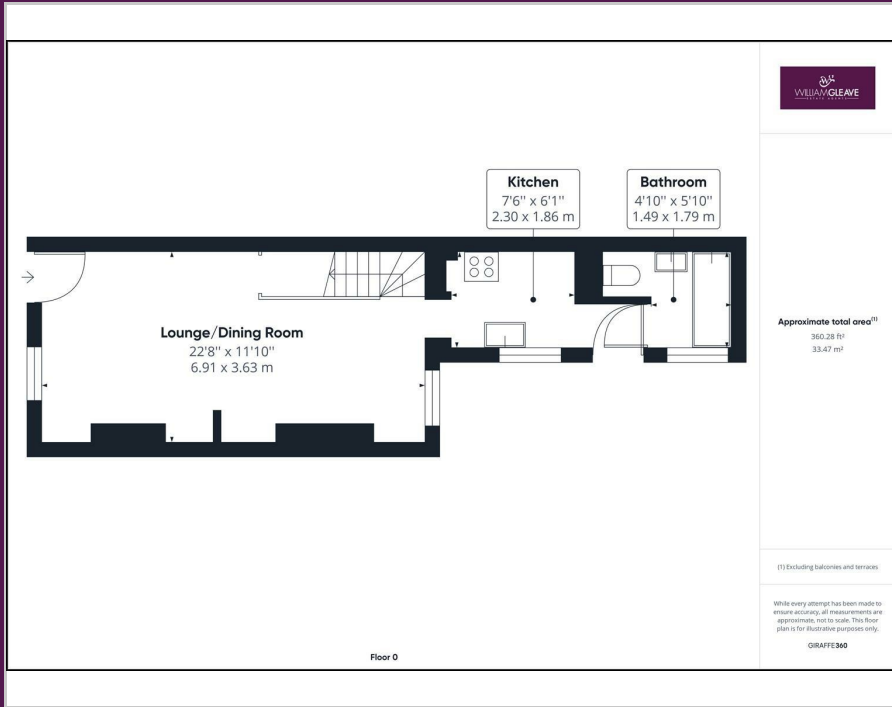 WILLIAMGLEAVE
ESTATE AGENTS
Kitchen
7'6'' x 6'1''
2.30 x 1.86 m
Bathroom
4'10'' x 5'10''
1.49 x 1.79 m
Lounge/Dining Room
22'8'' x 11'10''
6.91 x 3.63 m
Floor 0
Approximate total area(1)
360.28 ft²
33.47 m²
(1) Excluding balconies and terraces
While every attempt has been made to
ensure accuracy, all measurements are
approximate, not to scale. This floor
plan is for illustrative purposes only.
GIRAFFE360